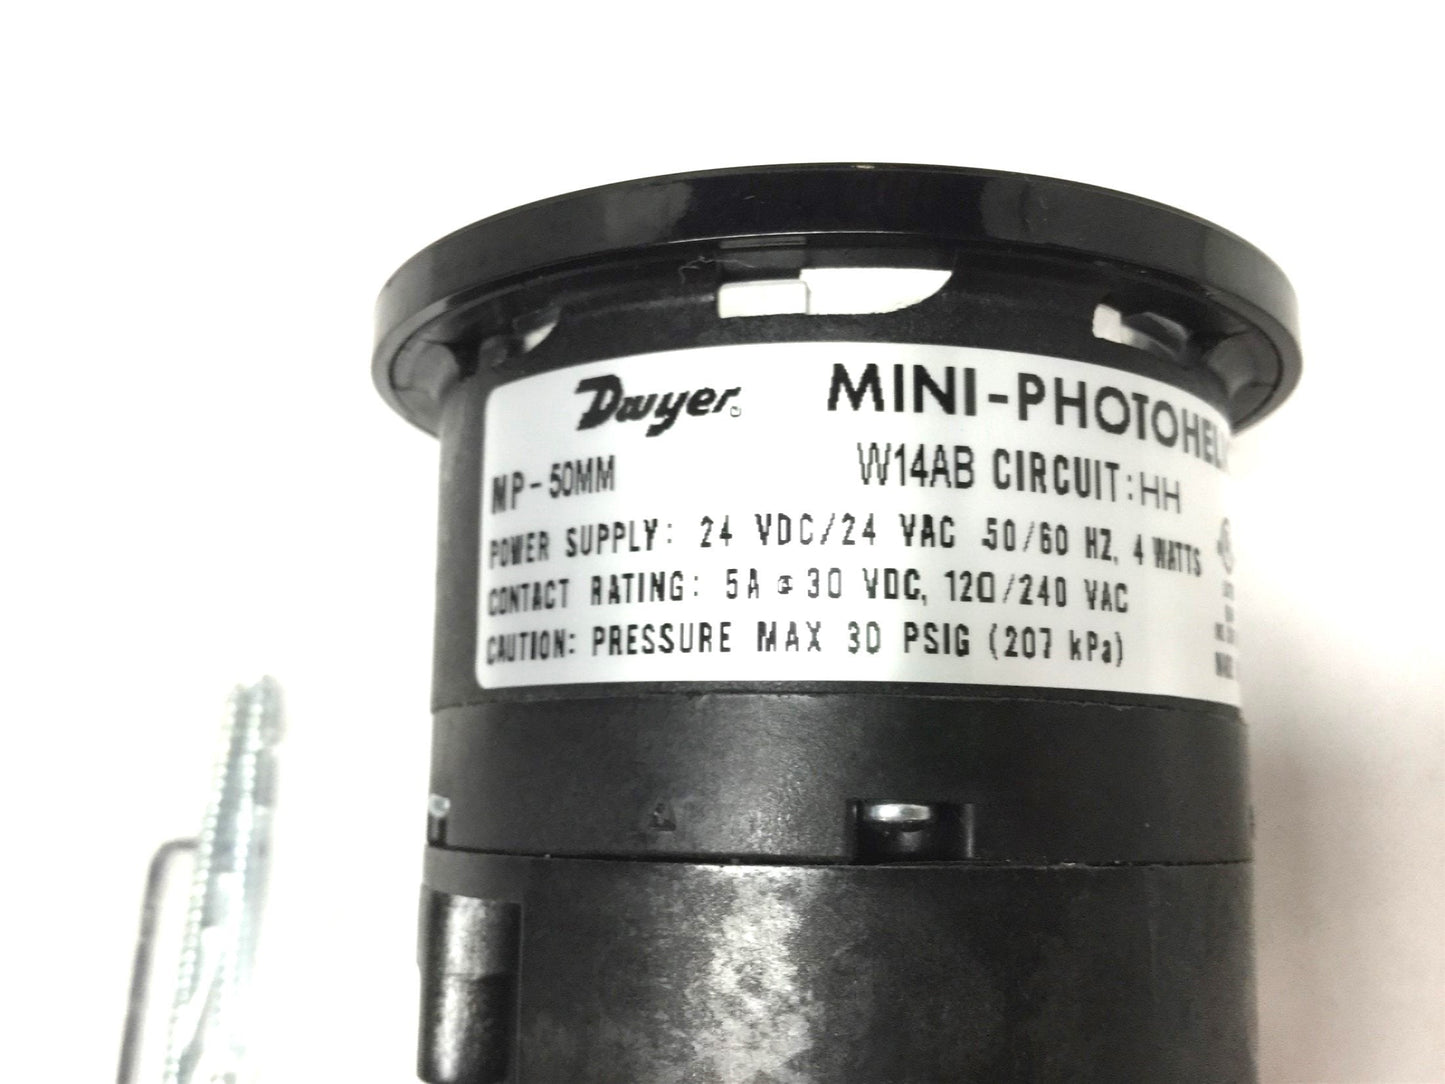 Dwyer MINI-PHOTOHELI
MP-50MM W14AB CIRCUIT:HH
POWER SUPPLY: 24 VDC/24 VAC 50/60 HZ, 4 WATTS
CONTACT RATING: 5A @ 30 VDC, 120/240 VAC
CAUTION: PRESSURE MAX 30 PSIG (207 kPa)